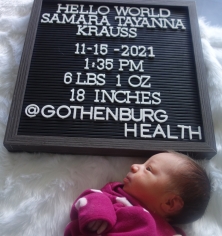 HELLO WORLD
SAMARA TAYANNA
KRAUSS
11-15-2021
1:35 PM
6 LBS 1 OZ
18 INCHES
@GOTHENBURG
HEALTH